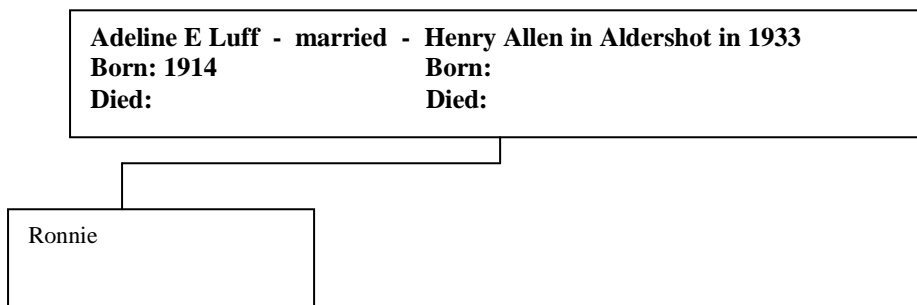 Adeline E Luff - married - Henry Allen in Aldershot in 1933
Born: 1914 Born:
Died: Died:
Ronnie